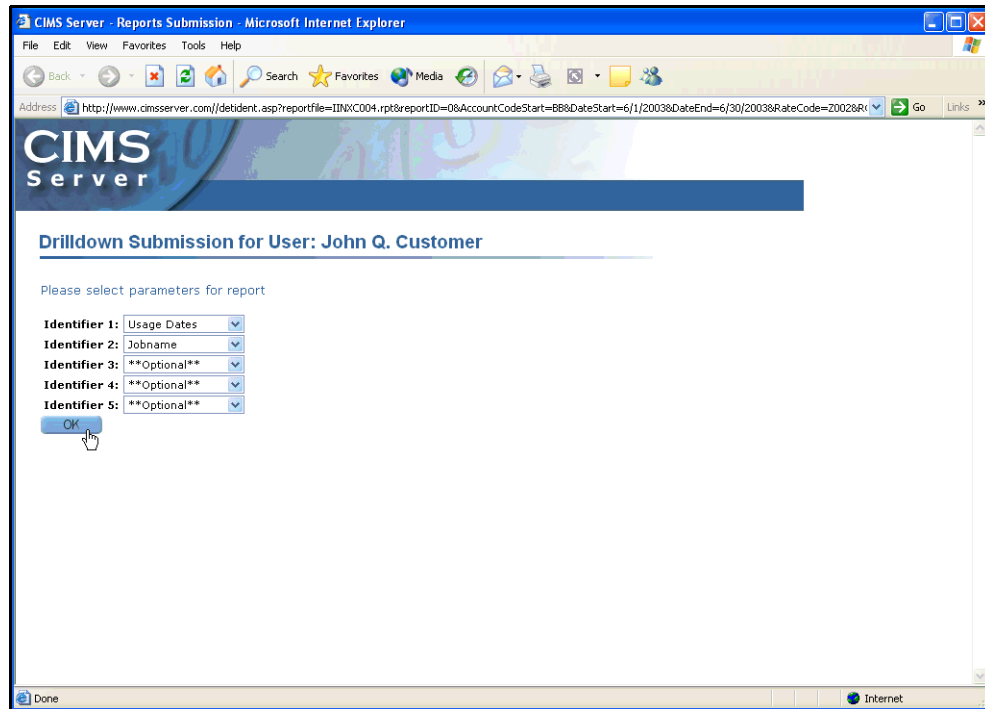 CIMS Server - Reports Submission - Microsoft Internet Explorer
File Edit View Favorites Tools Help
Back Search Favorites Media
Address http://www.cimsserver.com//detident.asp?reportfile=IINXC004.rpt&reportID=0&AccountCodeStart=BB&DateStart=6/1/2003&DateEnd=6/30/2003&RateCode=Z002&R Go Links »
CIMS
Server
Drilldown Submission for User: John Q. Customer
Please select parameters for report
Identifier 1: Usage Dates
Identifier 2: Jobname
Identifier 3: **Optional**
Identifier 4: **Optional**
Identifier 5: **Optional**
OK
Done Internet